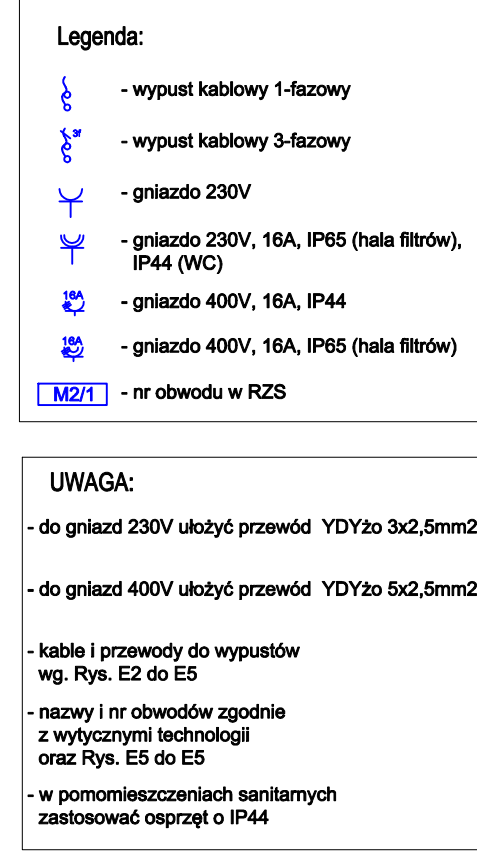 Legenda:
- wypust kablowy 1-fazowy
3f
- wypust kablowy 3-fazowy
- gniazdo 230V
- gniazdo 230V, 16A, IP65 (hala filtrów),
IP44 (WC)
16A
- gniazdo 400V, 16A, IP44
16A
- gniazdo 400V, 16A, IP65 (hala filtrów)
M2/1 - nr obwodu w RZS
UWAGA:
- do gniazd 230V ułożyć przewód YDYżo 3x2,5mm2
- do gniazd 400V ułożyć przewód YDYżo 5x2,5mm2
- kable i przewody do wypustów
wg. Rys. E2 do E5
- nazwy i nr obwodów zgodnie
z wytycznymi technologii
oraz Rys. E5 do E5
- w pomomieszczeniach sanitarnych
zastosować osprzęt o IP44